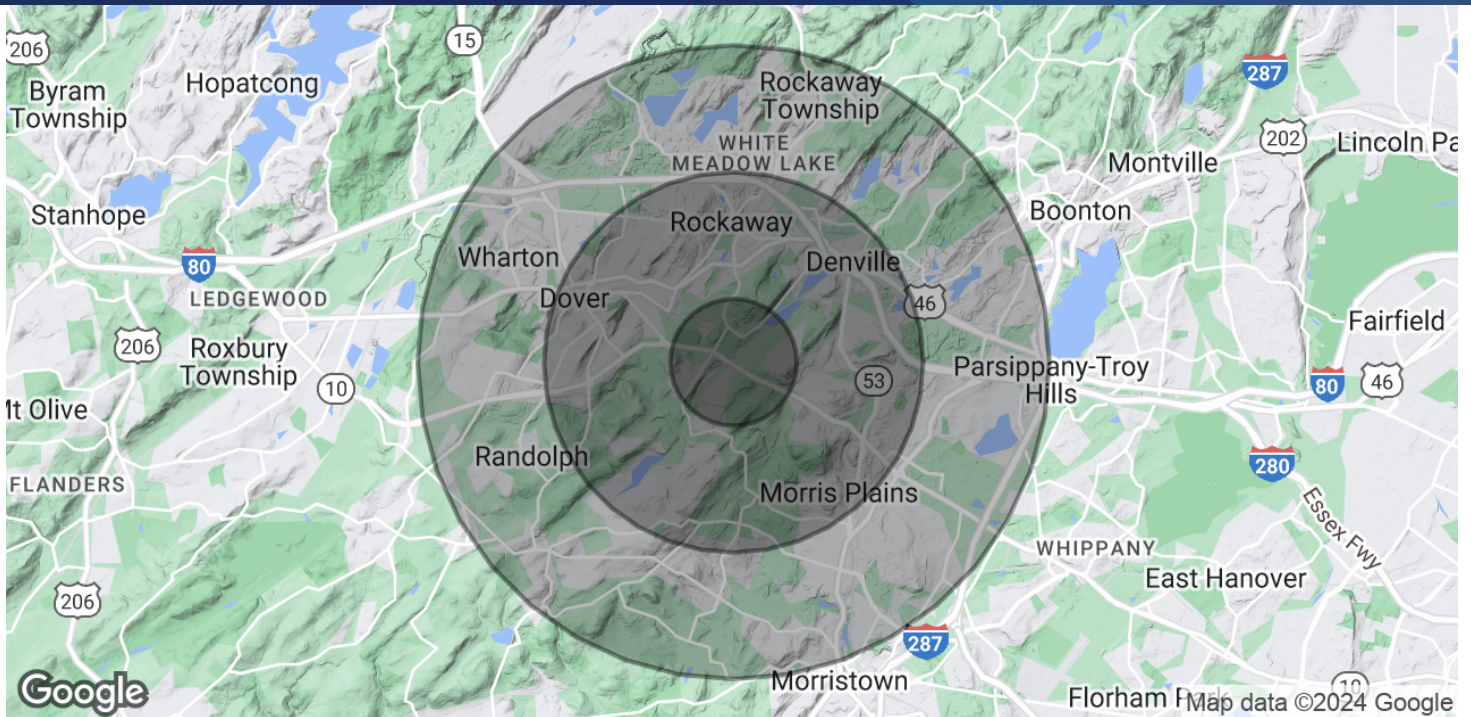 206
15
Hopatcong
Byram
Township
Rockaway
Township
287
WHITE
MEADOW LAKE
202
Lincoln Pa
Montville
Stanhope
Rockaway
Boonton
80
Wharton
Denville
LEDGEWOOD
Dover
46
206
Roxbury
Township
10
Fairfield
53
Parsippany-Troy
Hills
80
46
Mt Olive
Randolph
280
FLANDERS
Morris Plains
Essex Fwy
WHIPPANY
East Hanover
206
287
Morristown
10
Florham
Google
Map data ©2024 Google